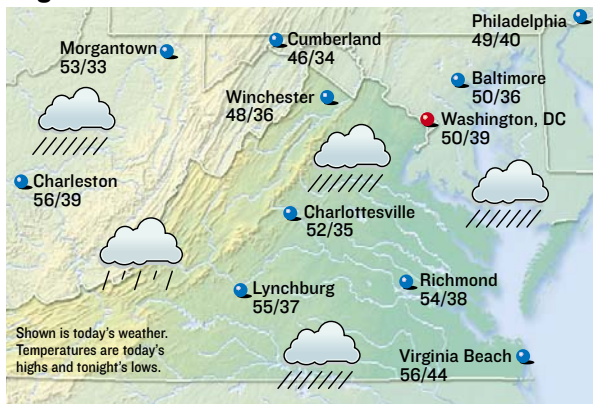 Philadelphia
49/40
Morgantown
53/33
Cumberland
46/34
Baltimore
50/36
Winchester
48/36
Washington, DC
50/39
Charleston
56/39
Charlottesville
52/35
Lynchburg
55/37
Richmond
54/38
Shown is today's weather.
Temperatures are today's
highs and tonight's lows.
Virginia Beach
56/44